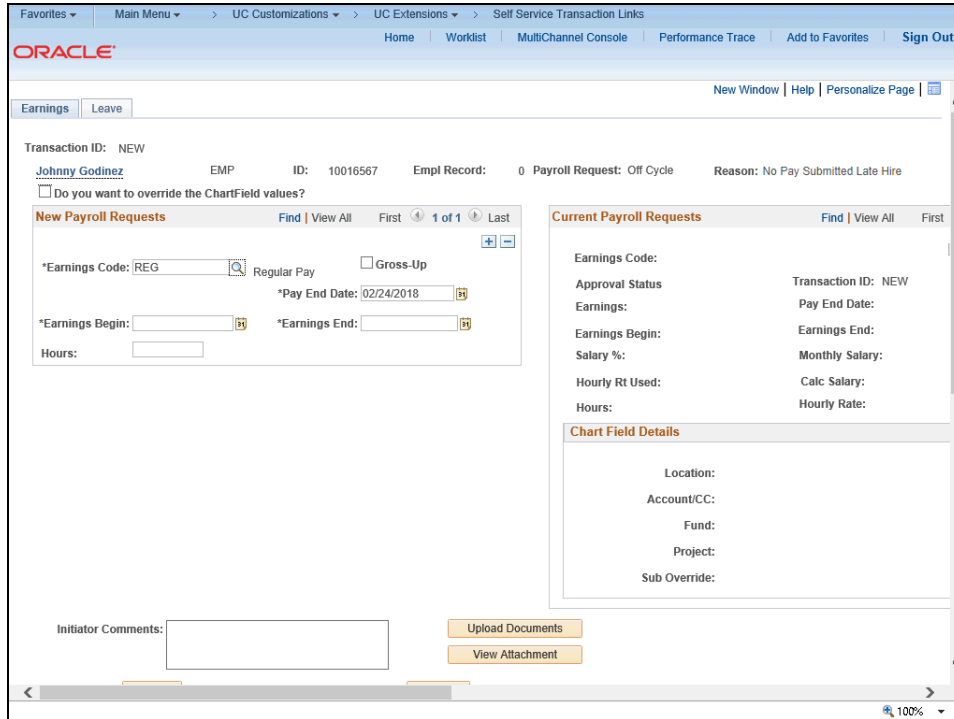 Favorites Main Menu > UC Customizations > UC Extensions > Self Service Transaction Links
Home Worklist MultiChannel Console Performance Trace Add to Favorites Sign Out
ORACLE
New Window | Help | Personalize Page |
Earnings Leave
Transaction ID: NEW
Johnny Godinez EMP ID: 10016567 Empl Record: 0 Payroll Request: Off Cycle Reason: No Pay Submitted Late Hire
Do you want to override the ChartField values?
New Payroll Requests Find | View All First 1 of 1 Last
*Earnings Code: REG Regular Pay Gross-Up
*Pay End Date: 02/24/2018
*Earnings Begin: *Earnings End:
Hours:
Current Payroll Requests Find | View All First
Earnings Code:
Approval Status Transaction ID: NEW
Earnings: Pay End Date:
Earnings Begin: Earnings End:
Salary %: Monthly Salary:
Hourly Rt Used: Calc Salary:
Hours: Hourly Rate:
Chart Field Details
Location:
Account/CC:
Fund:
Project:
Sub Override:
Initiator Comments:
Upload Documents
View Attachment
100%